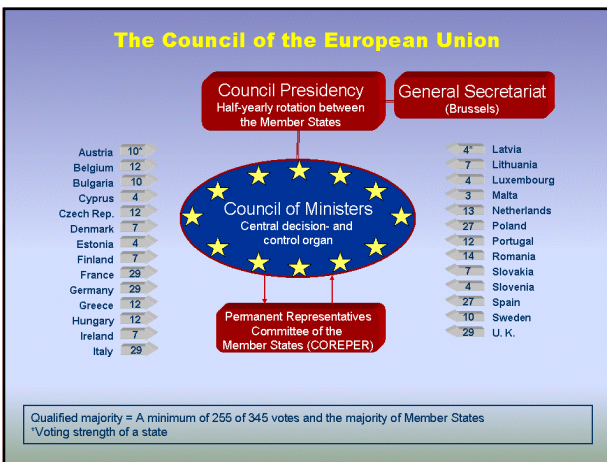 The Council of the European Union
Council Presidency
Half-yearly rotation between
the Member States
General Secretariat
(Brussels)
Austria 10*
Belgium 12
Bulgaria 10
Cyprus 4
Czech Rep. 12
Denmark 7
Estonia 4
Finland 7
France 29
Germany 29
Greece 12
Hungary 12
Ireland 7
Italy 29
Council of Ministers
Central decision- and
control organ
4* Latvia
7 Lithuania
4 Luxembourg
3 Malta
13 Netherlands
27 Poland
12 Portugal
14 Romania
7 Slovakia
4 Slovenia
27 Spain
10 Sweden
29 U. K.
Permanent Representatives
Committee of the
Member States (COREPER)
Qualified majority = A minimum of 255 of 345 votes and the majority of Member States
*Voting strength of a state